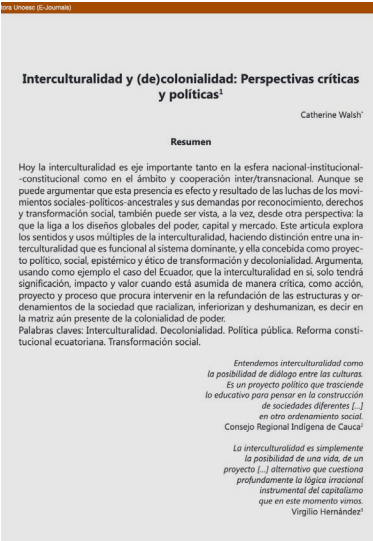 tora Unoesc (E-Journals)
Interculturalidad y (de)colonialidad: Perspectivas críticas
y políticas¹
Catherine Walsh*
Resumen
Hoy la interculturalidad es eje importante tanto en la esfera nacional-institucional-
-constitucional como en el ámbito y cooperación inter/transnacional. Aunque se
puede argumentar que esta presencia es efecto y resultado de las luchas de los movi-
mientos sociales-políticos-ancestrales y sus demandas por reconocimiento, derechos
y transformación social, también puede ser vista, a la vez, desde otra perspectiva: la
que la liga a los diseños globales del poder, capital y mercado. Este articula explora
los sentidos y usos múltiples de la interculturalidad, haciendo distinción entre una in-
terculturalidad que es funcional al sistema dominante, y ella concebida como proyec-
to político, social, epistémico y ético de transformación y decolonialidad. Argumenta,
usando como ejemplo el caso del Ecuador, que la interculturalidad en si, solo tendrá
significación, impacto y valor cuando está asumida de manera crítica, como acción,
proyecto y proceso que procura intervenir en la refundación de las estructuras y or-
denamientos de la sociedad que racializan, inferiorizan y deshumanizan, es decir en
la matriz aún presente de la colonialidad de poder.
Palabras claves: Interculturalidad. Decolonialidad. Política pública. Reforma consti-
tucional ecuatoriana. Transformación social.
Entendemos interculturalidad como
la posibilidad de diálogo entre las culturas.
Es un proyecto político que trasciende
lo educativo para pensar en la construcción
de sociedades diferentes [...]
en otro ordenamiento social.
Consejo Regional Indígena de Cauca²
La interculturalidad es simplemente
la posibilidad de una vida, de un
proyecto [...] alternativo que cuestiona
profundamente la lógica irracional
instrumental del capitalismo
que en este momento vimos.
Virgilio Hernández³